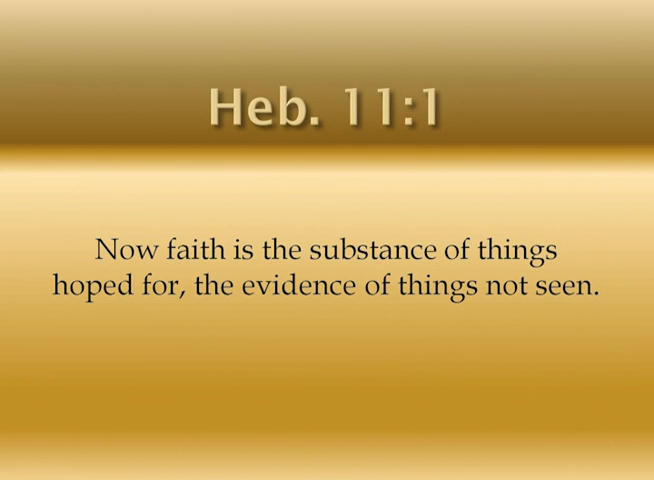 Heb. 11:1
Now faith is the substance of things
hoped for, the evidence of things not seen.